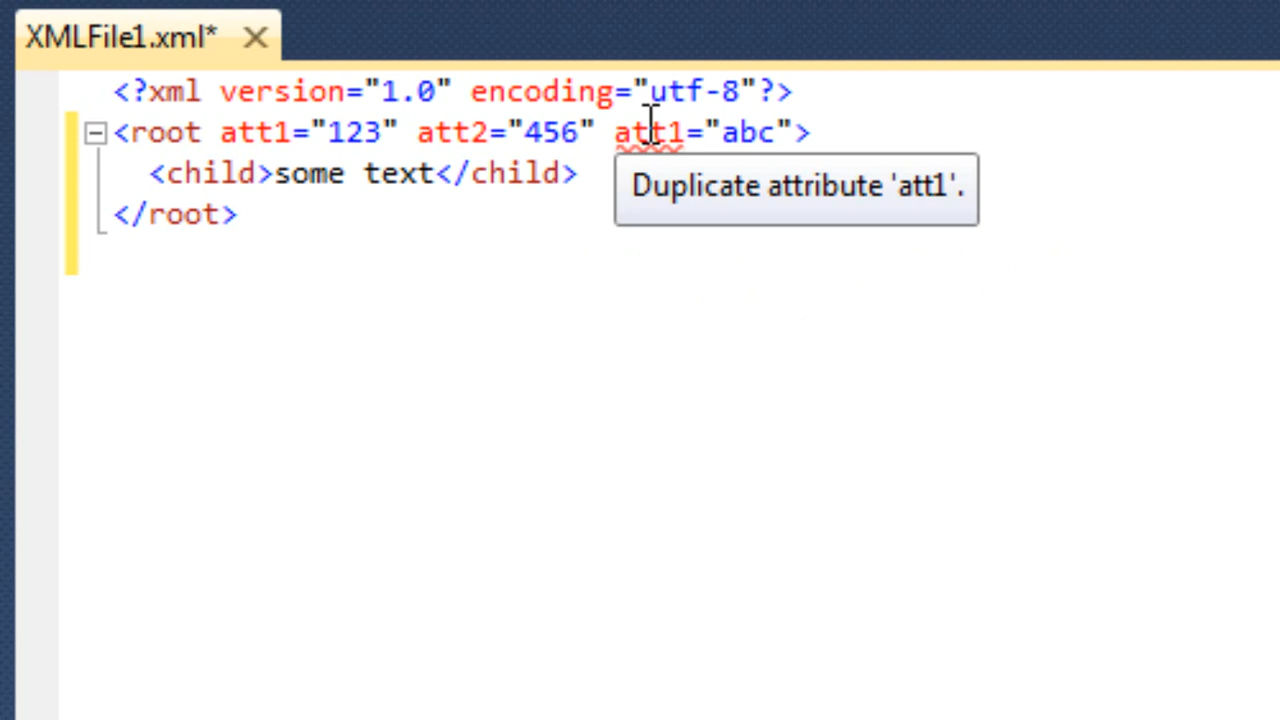 XMLFile1.xml*
<?xml version="1.0" encoding="utf-8"?>
<root att1="123" att2="456" att1="abc">
<child>some text</child>
Duplicate attribute 'att1'.
</root>